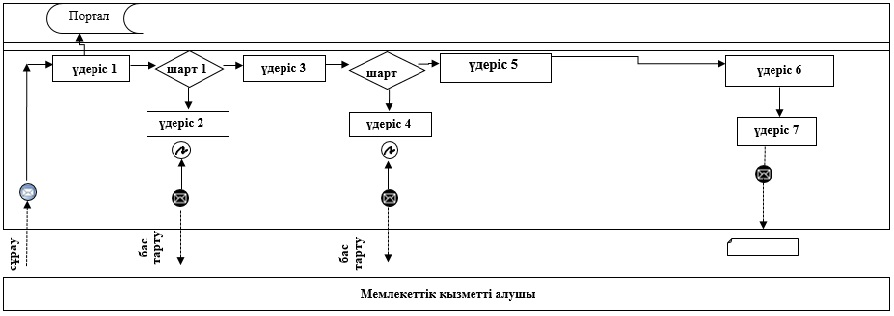 Портал
үдеріс 1
шарт 1
үдеріс 3
шарт
үдеріс 5
үдеріс 6
үдеріс 2
үдеріс 4
үдеріс 7
сұрау
бас
тарту
бас
тарту
Мемлекеттік қызметті алушы